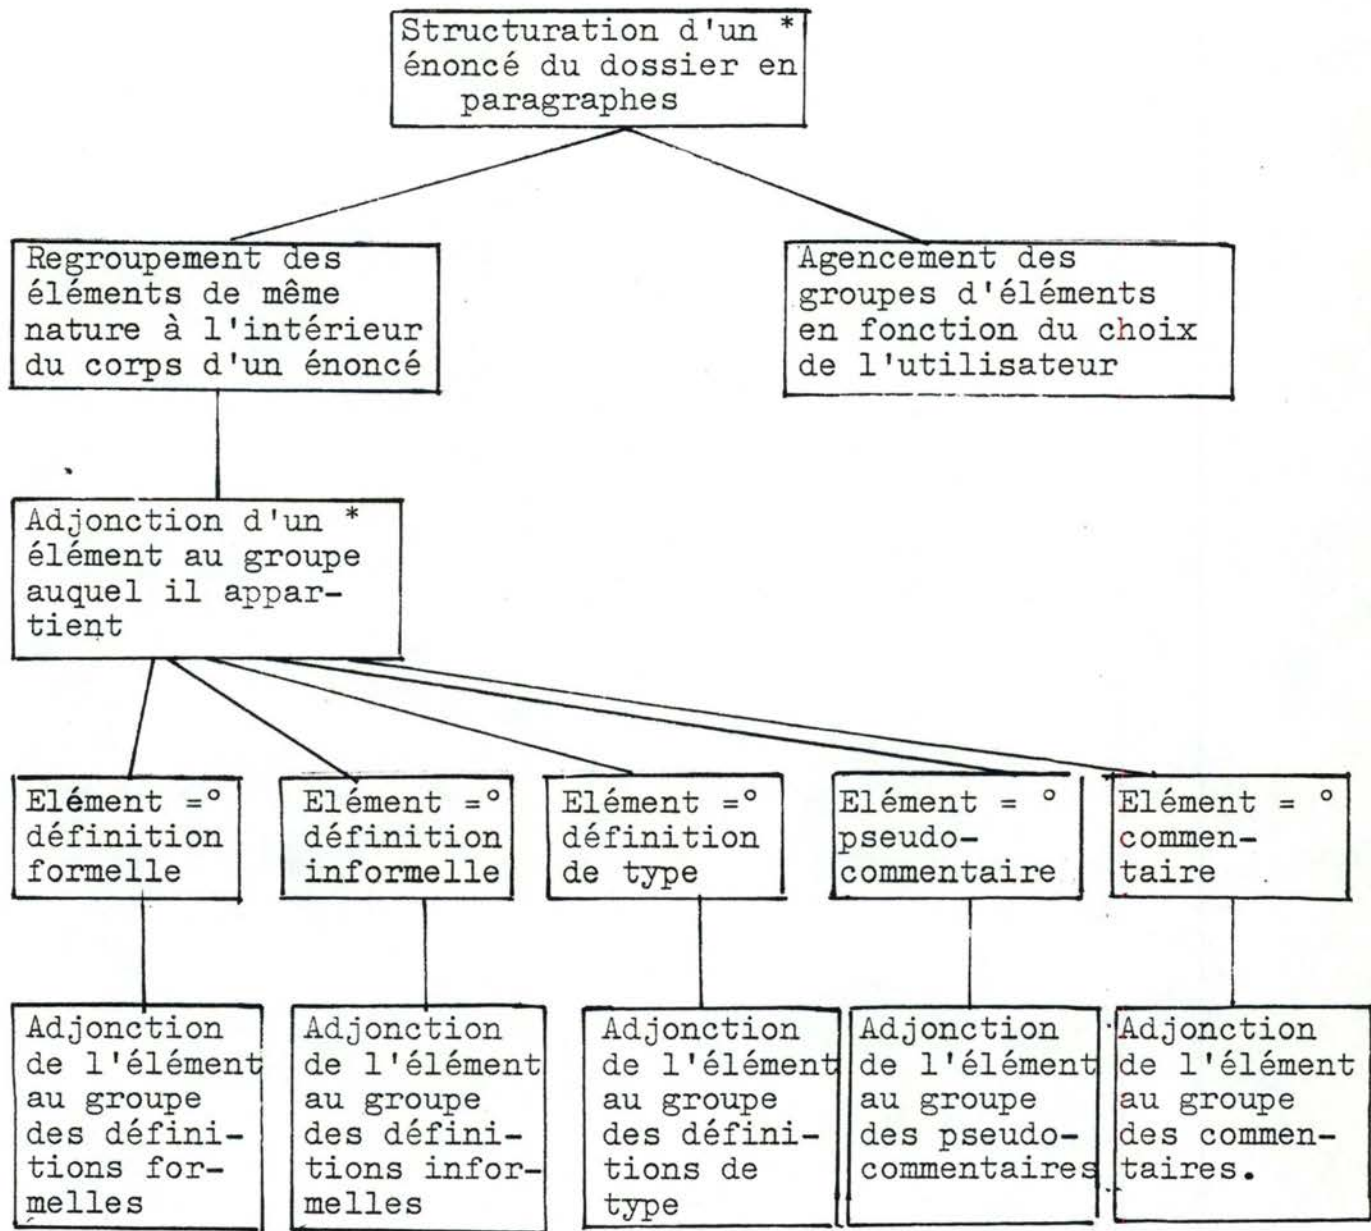 Structuration d'un *
énoncé du dossier en
paragraphes
Regroupement des
éléments de même
nature à l'intérieur
du corps d'un énoncé
Agencement des
groupes d'éléments
en fonction du choix
de l'utilisateur
Adjonction d'un *
élément au groupe
auquel il appar-
tient
Elément =°
définition
formelle
Elément =°
définition
informelle
Elément =°
définition
de type
Elément = °
pseudo-
commentaire
Elément = °
commen-
taire
Adjonction
de l'élément
au groupe
des défini-
tions for-
melles
Adjonction
de l'élément
au groupe
des défini-
tions infor-
melles
Adjonction
de l'élément
au groupe
des défini-
tions de
type
Adjonction
de l'élément
au groupe
des pseudo-
commentaires
Adjonction
de l'élément
au groupe
des commen-
taires.